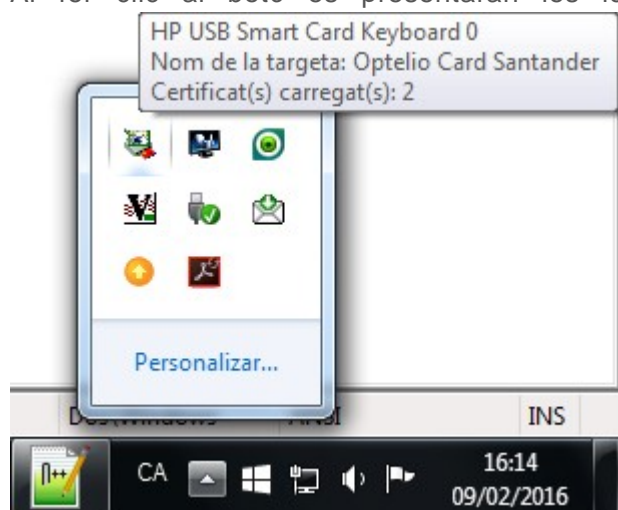 HP USB Smart Card Keyboard 0
Nom de la targeta: Optelio Card Santander
Certificat(s) carregat(s): 2
Personalizar...
ANSI
INS
CA
16:14
09/02/2016